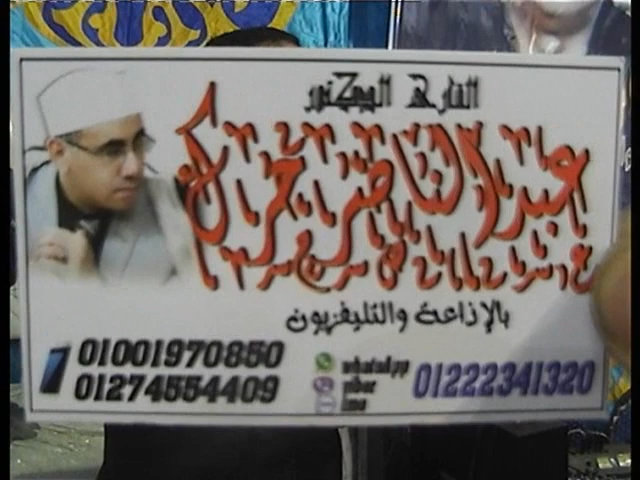 القارئ الدكتور
عبدالناصر حرك
بالإذاعة والتليفزيون
01001970850
01274554409
whatsApp
viber
imo
01222341320